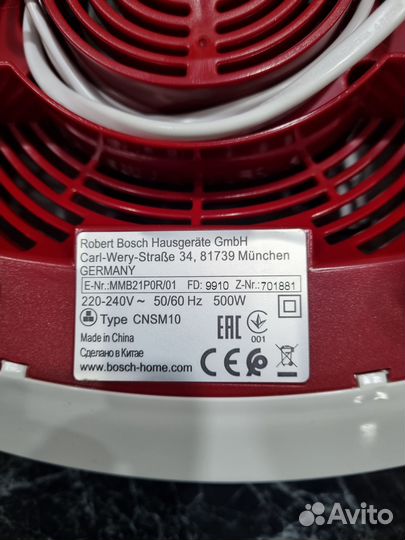 Robert Bosch Hausgeräte GmbH
Carl-Wery-Straße 34, 81739 München
GERMANY
E-Nr.: MMB21P0R/01 FD: 9910 Z-Nr.: 701881
220-240V ~ 50/60 Hz 500W
Type CNSM10
Made in China
Сделано в Китае
www.bosch-home.com
EAC
001
CE
Avito